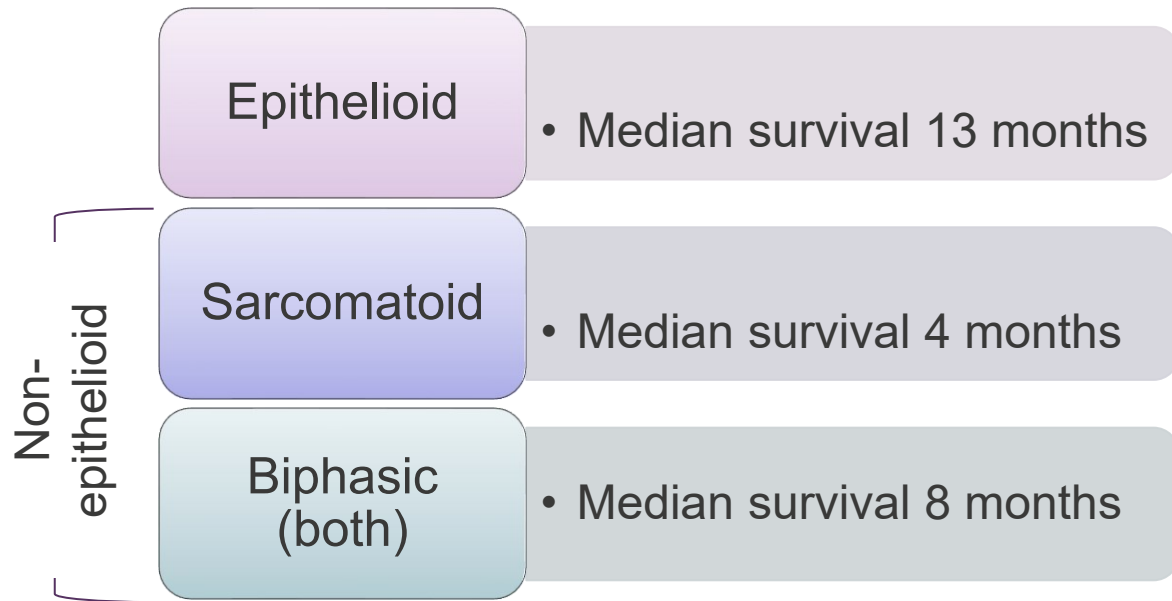 Epithelioid
• Median survival 13 months
Non-
epithelioid
Sarcomatoid
• Median survival 4 months
Biphasic
(both)
• Median survival 8 months